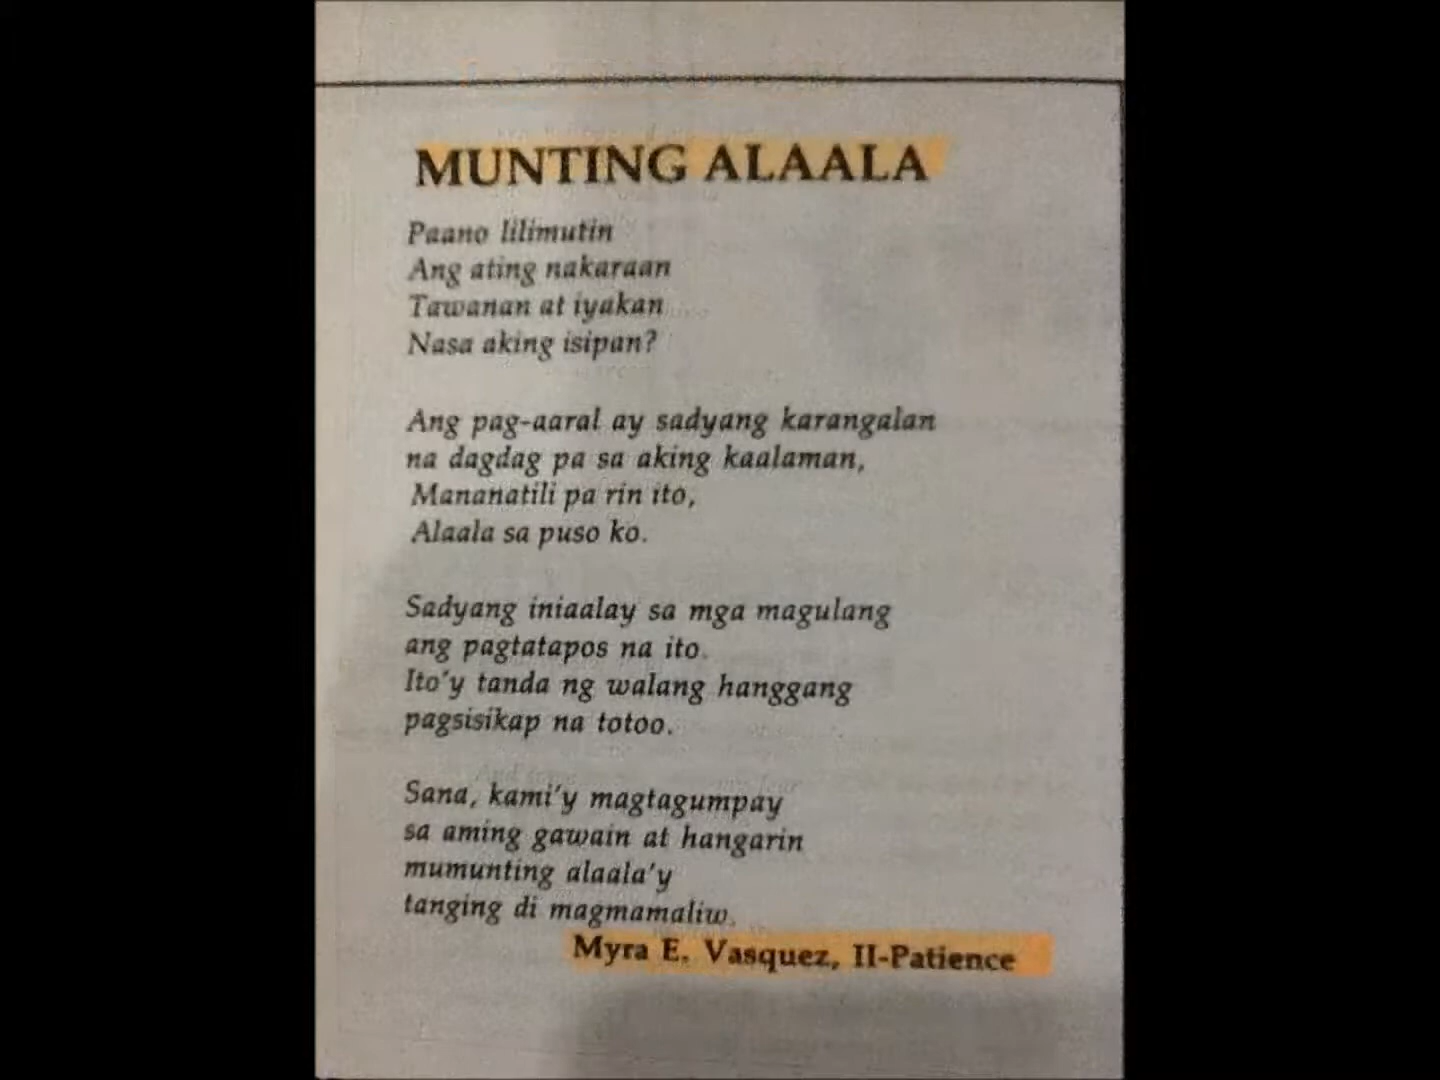 MUNTING ALAALA
Paano lilimutin
Ang ating nakaraan
Tawanan at iyakan
Nasa aking isipan?
Ang pag-aaral ay sadyang karangalan
na dagdag pa sa aking kaalaman,
Mananatili pa rin ito,
Alaala sa puso ko.
Sadyang iniaalay sa mga magulang
ang pagtatapos na ito.
Ito'y tanda ng walang hanggang
pagsisikap na totoo.
Sana, kami'y magtagumpay
sa aming gawain at hangarin
mumunting alaala'y
tanging di magmamaliw.
Myra E. Vasquez, II-Patience